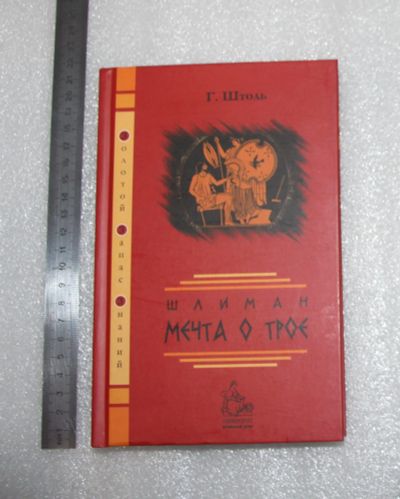 Г. Штоль
Золотой
Запас
Знаний
ШЛИМАН
МЕЧТА О ТРОЕ